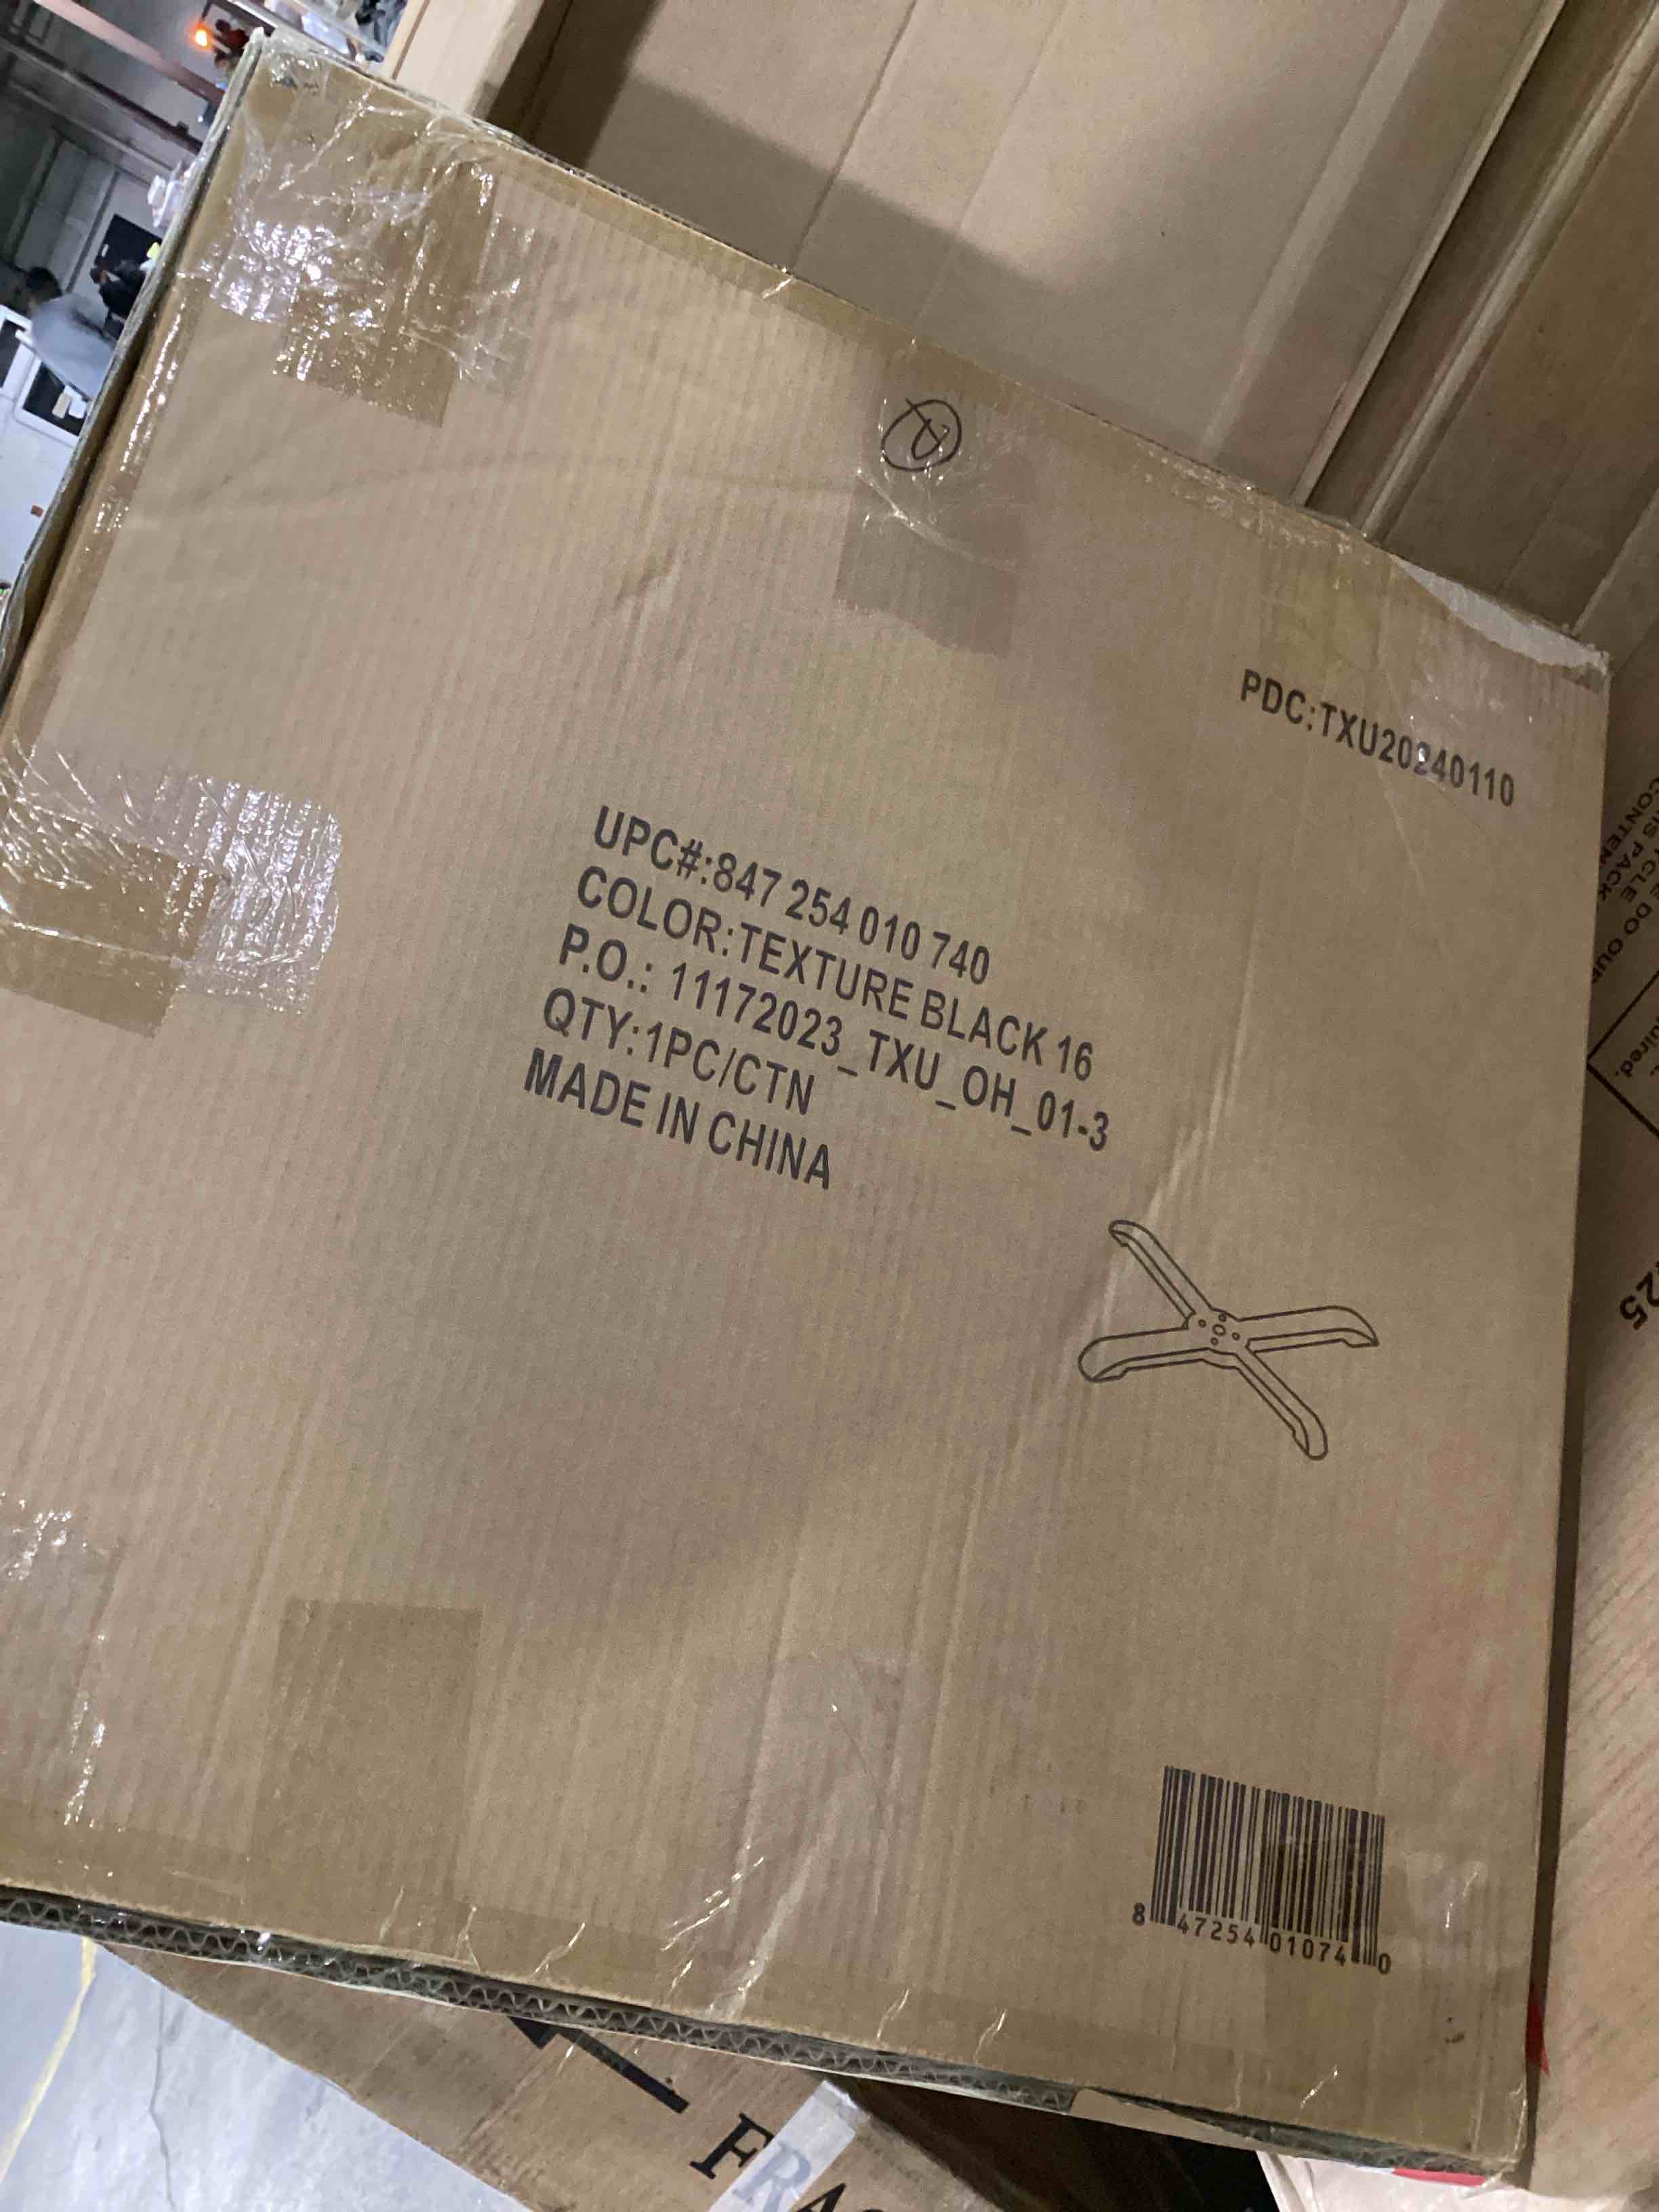 PDC:TXU20240110
UPC#:847 254 010 740
COLOR:TEXTURE BLACK 16
P.O.: 11172023_TXU_OH_01-3
QTY:1PC/CTN
MADE IN CHINA
8 47254 01074 0